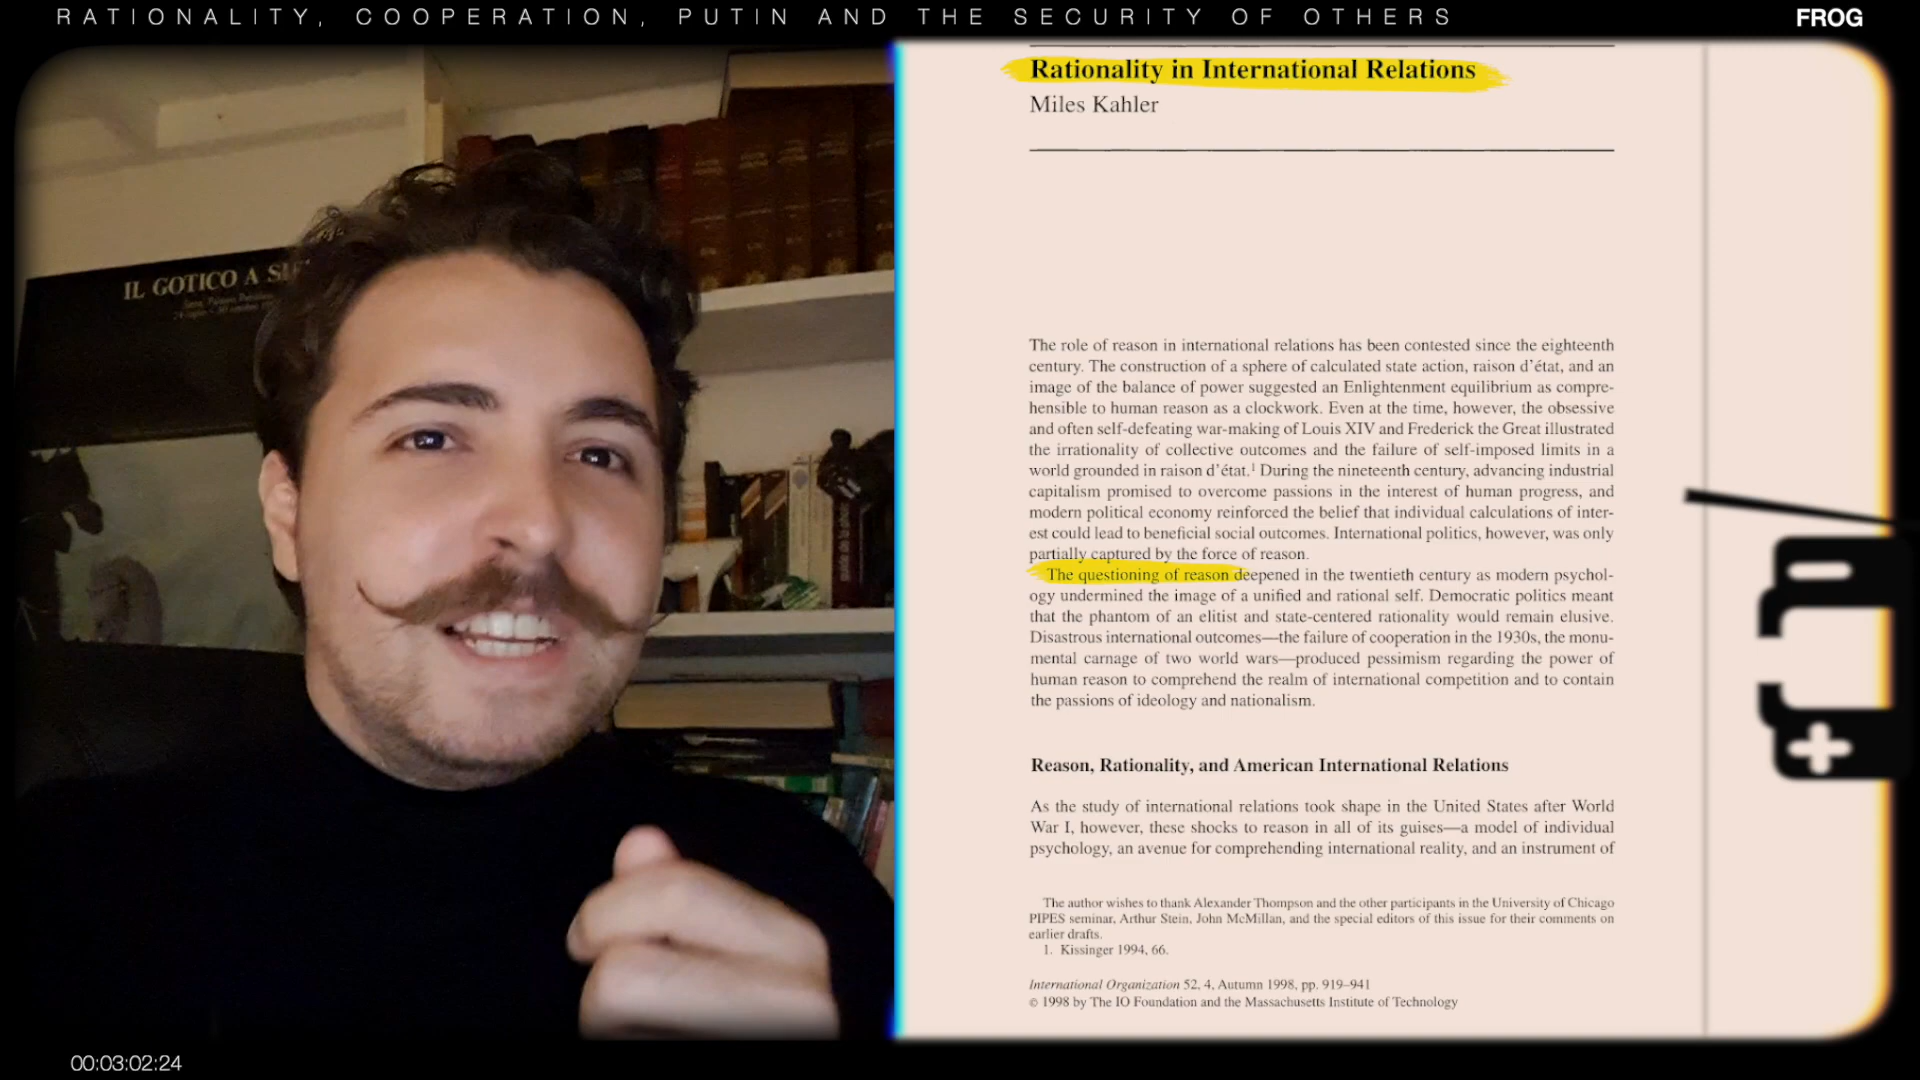 RATIONALITY, COOPERATION, PUTIN AND THE SECURITY OF OTHERS
FROG
IL GOTICO A
Rationality in International Relations
Miles Kahler
The role of reason in international relations has been contested since the eighteenth
century. The construction of a sphere of calculated state action, raison d'état, and an
image of the balance of power suggested an Enlightenment equilibrium as compre-
hensible to human reason as a clockwork. Even at the time, however, the obsessive
and often self-defeating war-making of Louis XIV and Frederick the Great illustrated
the irrationality of collective outcomes and the failure of self-imposed limits in a
world grounded in raison d'état.¹ During the nineteenth century, advancing industrial
capitalism promised to overcome passions in the interest of human progress, and
modern political economy reinforced the belief that individual calculations of inter-
est could lead to beneficial social outcomes. International politics, however, was only
partially captured by the force of reason.
The questioning of reason deepened in the twentieth century as modern psychol-
ogy undermined the image of a unified and rational self. Democratic politics meant
that the phantom of an elitist and state-centered rationality would remain elusive.
Disastrous international outcomes—the failure of cooperation in the 1930s, the monu-
mental carnage of two world wars—produced pessimism regarding the power of
human reason to comprehend the realm of international competition and to contain
the passions of ideology and nationalism.
Reason, Rationality, and American International Relations
As the study of international relations took shape in the United States after World
War I, however, these shocks to reason in all of its guises—a model of individual
psychology, an avenue for comprehending international reality, and an instrument of
The author wishes to thank Alexander Thompson and the other participants in the University of Chicago
PIPES seminar, Arthur Stein, John McMillan, and the special editors of this issue for their comments on
earlier drafts.
1. Kissinger 1994, 66.
International Organization 52, 4, Autumn 1998, pp. 919–941
© 1998 by The IO Foundation and the Massachusetts Institute of Technology
00:03:02:24